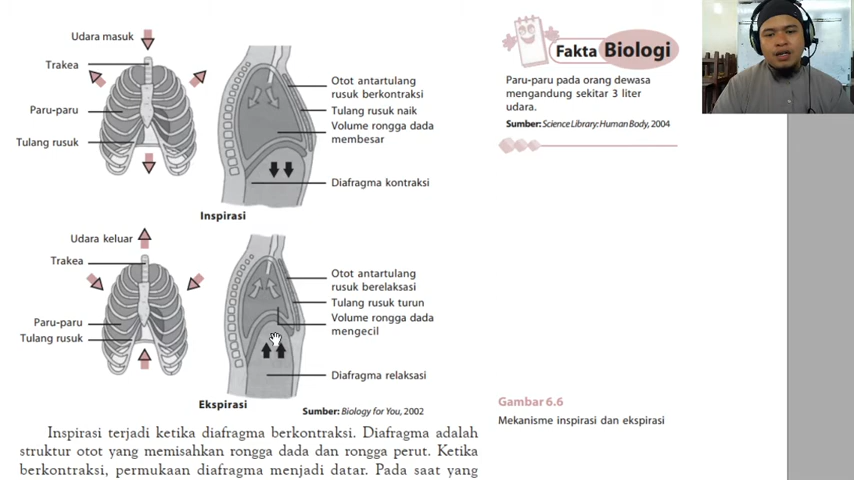 Udara masuk
Trakea
Paru-paru
Tulang rusuk
Otot antartulang
rusuk berkontraksi
Tulang rusuk naik
Volume rongga dada
membesar
Diafragma kontraksi
Inspirasi
Udara keluar
Trakea
Paru-paru
Tulang rusuk
Otot antartulang
rusuk berelaksasi
Tulang rusuk turun
Volume rongga dada
mengecil
Diafragma relaksasi
Ekspirasi
Sumber: Biology for You, 2002
Fakta Biologi
Paru-paru pada orang dewasa
mengandung sekitar 3 liter
udara.
Sumber: Science Library: Human Body, 2004
Gambar 6.6
Mekanisme inspirasi dan ekspirasi
Inspirasi terjadi ketika diafragma berkontraksi. Diafragma adalah
struktur otot yang memisahkan rongga dada dan rongga perut. Ketika
berkontraksi, permukaan diafragma menjadi datar. Pada saat yang